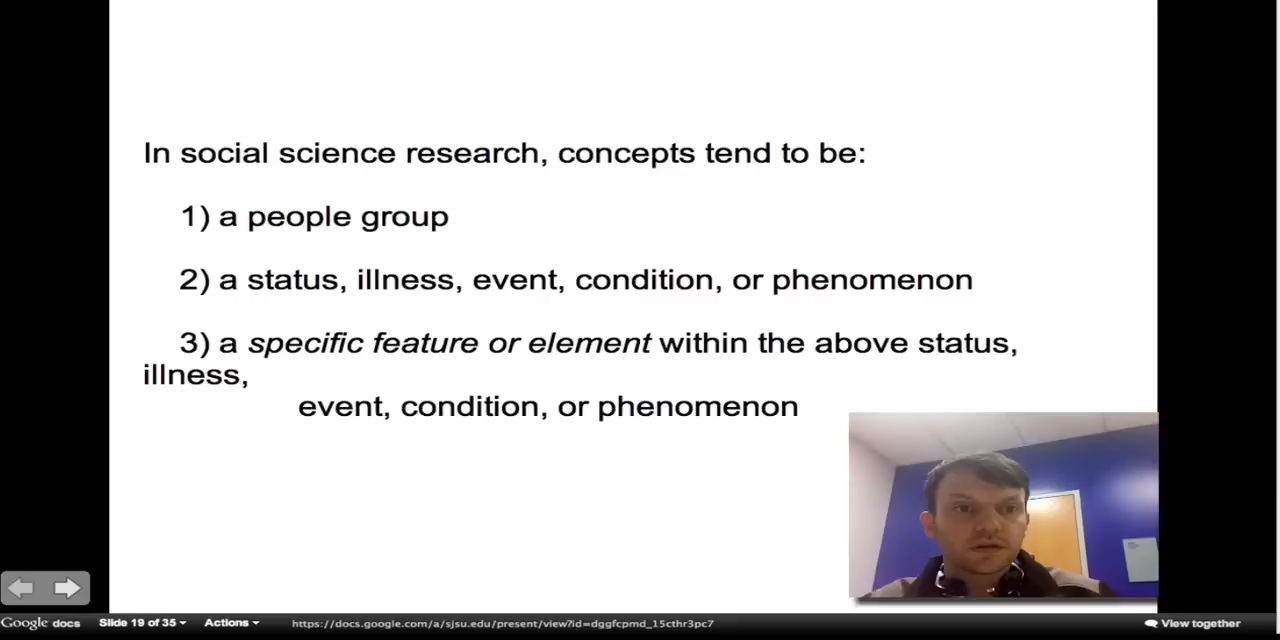 In social science research, concepts tend to be:
1) a people group
2) a status, illness, event, condition, or phenomenon
3) a specific feature or element within the above status,
illness,
event, condition, or phenomenon
Google docs Slide 19 of 35 Actions https://docs.google.com/a/sjsu.edu/present/view?id=dggfcpmd_15cthr3pc7 View together